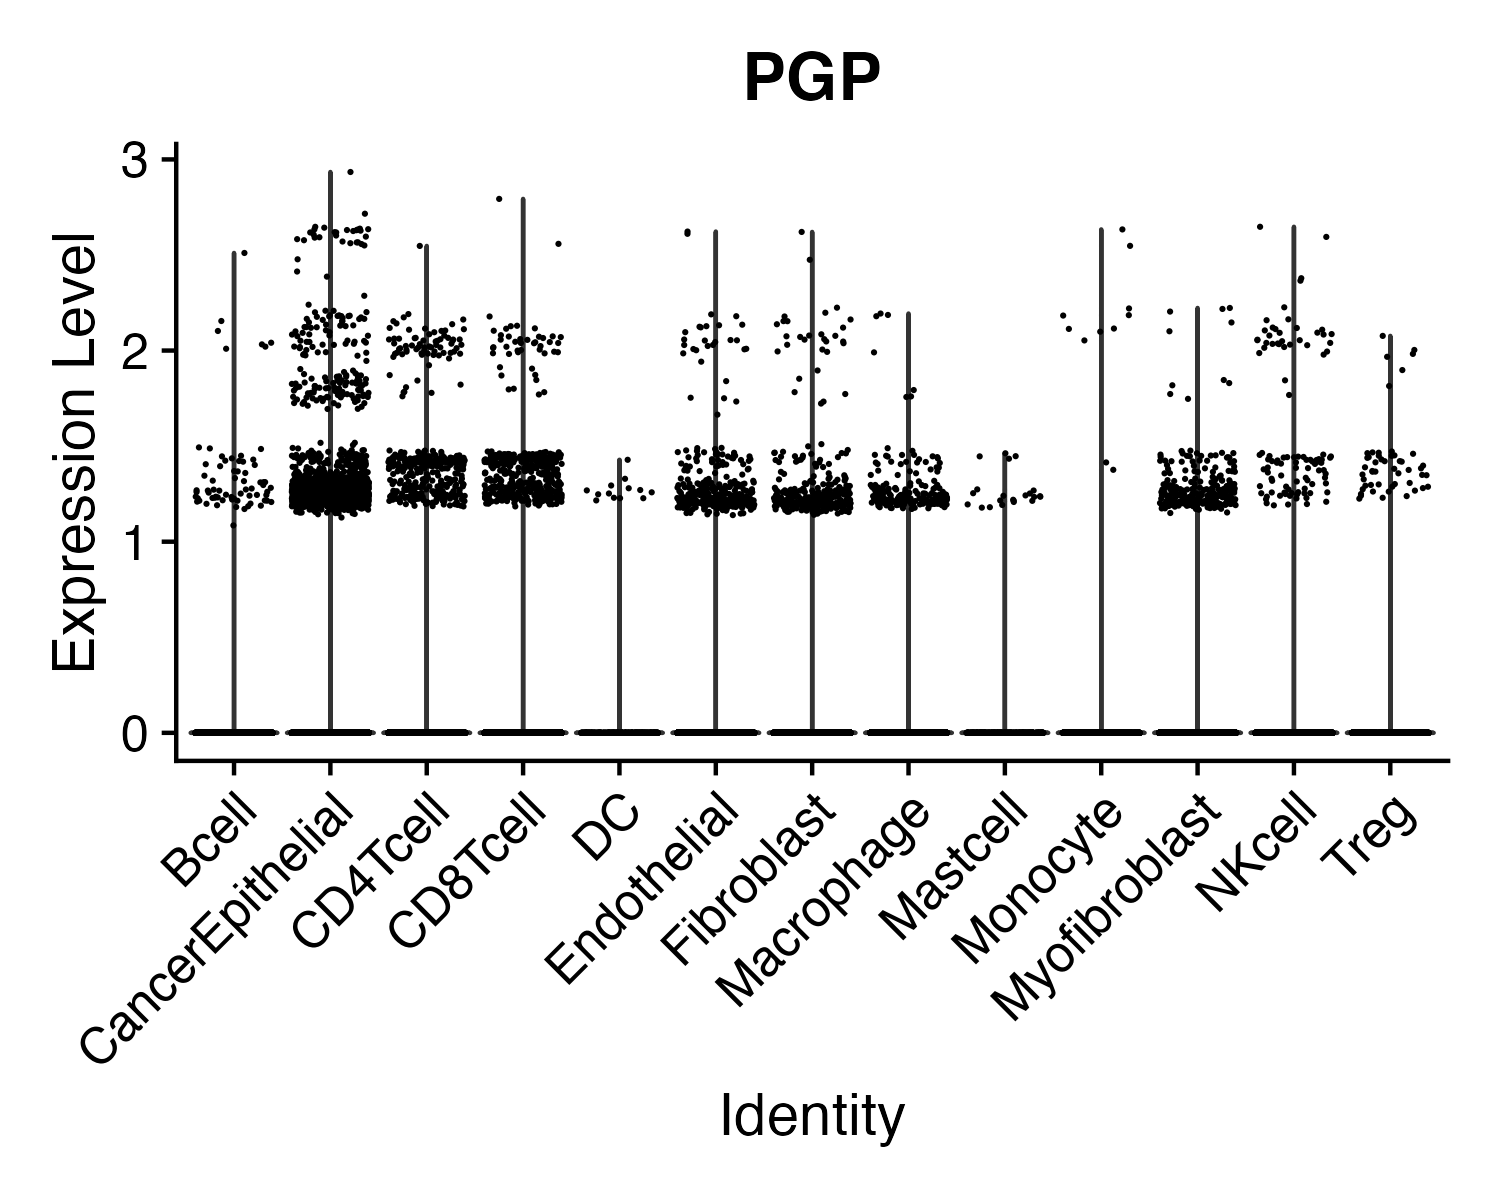 PGP
Expression Level
3
2
1
0
Bcell
CancerEpithelial
CD4Tcell
CD8Tcell
DC
Endothelial
Fibroblast
Macrophage
Mastcell
Monocyte
Myofibroblast
NKcell
Treg
Identity